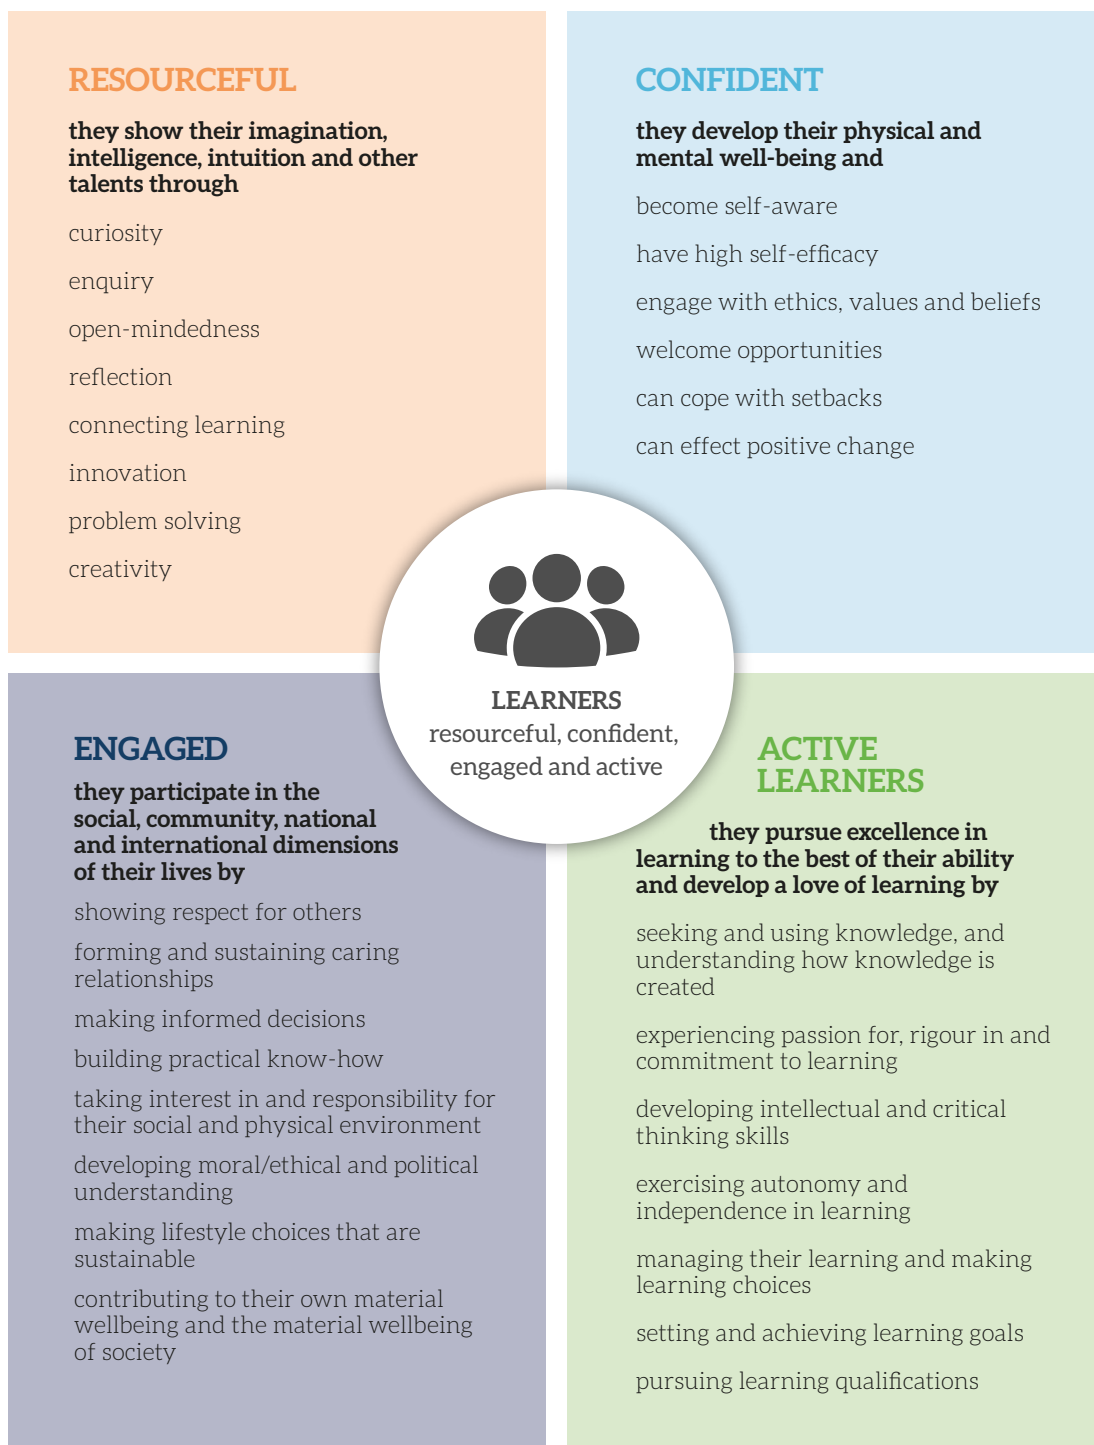 RESOURCEFUL
they show their imagination,
intelligence, intuition and other
talents through
curiosity
enquiry
open-mindedness
reflection
connecting learning
innovation
problem solving
creativity
CONFIDENT
they develop their physical and
mental well-being and
become self-aware
have high self-efficacy
engage with ethics, values and beliefs
welcome opportunities
can cope with setbacks
can effect positive change
LEARNERS
resourceful, confident,
engaged and active
ENGAGED
they participate in the
social, community, national
and international dimensions
of their lives by
showing respect for others
forming and sustaining caring
relationships
making informed decisions
building practical know-how
taking interest in and responsibility for
their social and physical environment
developing moral/ethical and political
understanding
making lifestyle choices that are
sustainable
contributing to their own material
wellbeing and the material wellbeing
of society
ACTIVE
LEARNERS
they pursue excellence in
learning to the best of their ability
and develop a love of learning by
seeking and using knowledge, and
understanding how knowledge is
created
experiencing passion for, rigour in and
commitment to learning
developing intellectual and critical
thinking skills
exercising autonomy and
independence in learning
managing their learning and making
learning choices
setting and achieving learning goals
pursuing learning qualifications